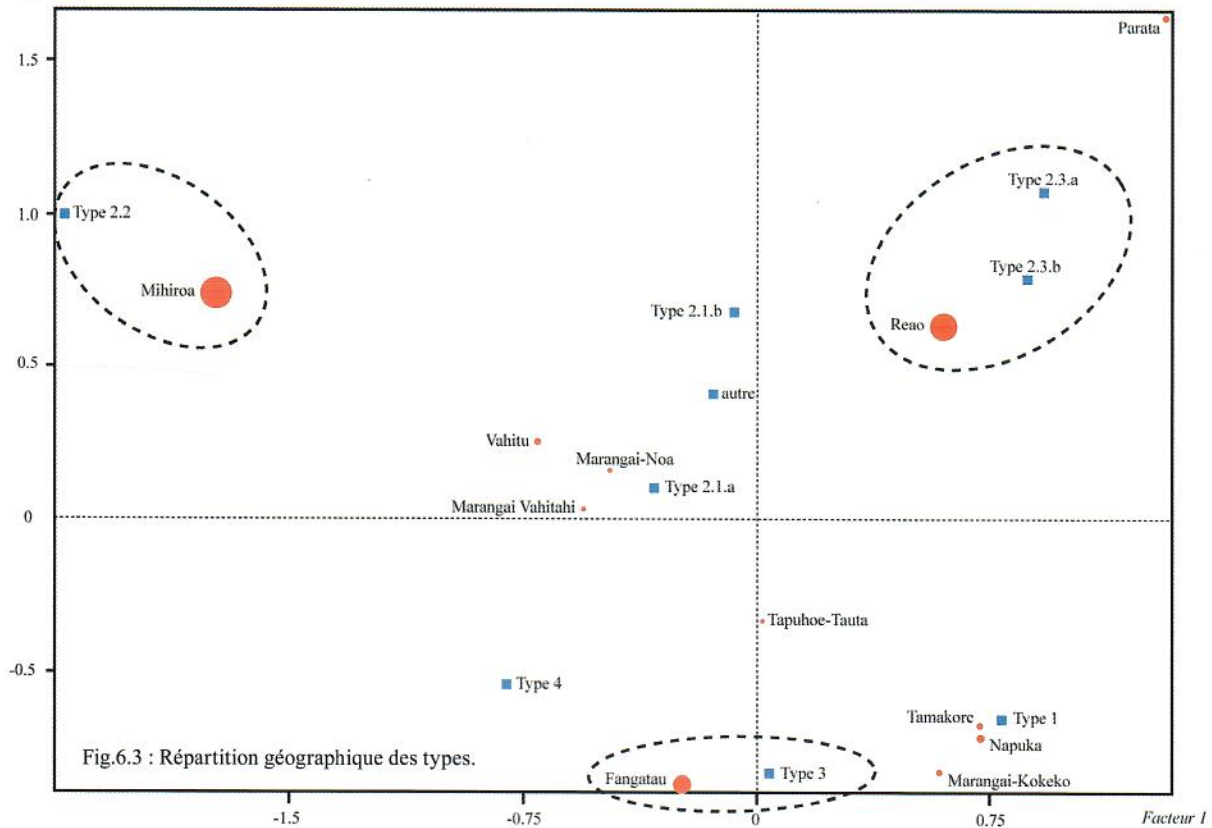 Parata
1.5
Type 2.3.a
Type 2.2
1.0
Type 2.3.b
Mihiroa
Type 2.1.b
Reao
0.5
autre
Vahitu
Marangai-Noa
Type 2.1.a
Marangai Vahitahi
0
Tapuhoe-Tauta
-0.5
Type 4
Tamakore
Type 1
Napuka
Fig.6.3 : Répartition géographique des types.
Fangatau
Type 3
Marangai-Kokeko
-1.5
-0.75
0
0.75
Facteur 1